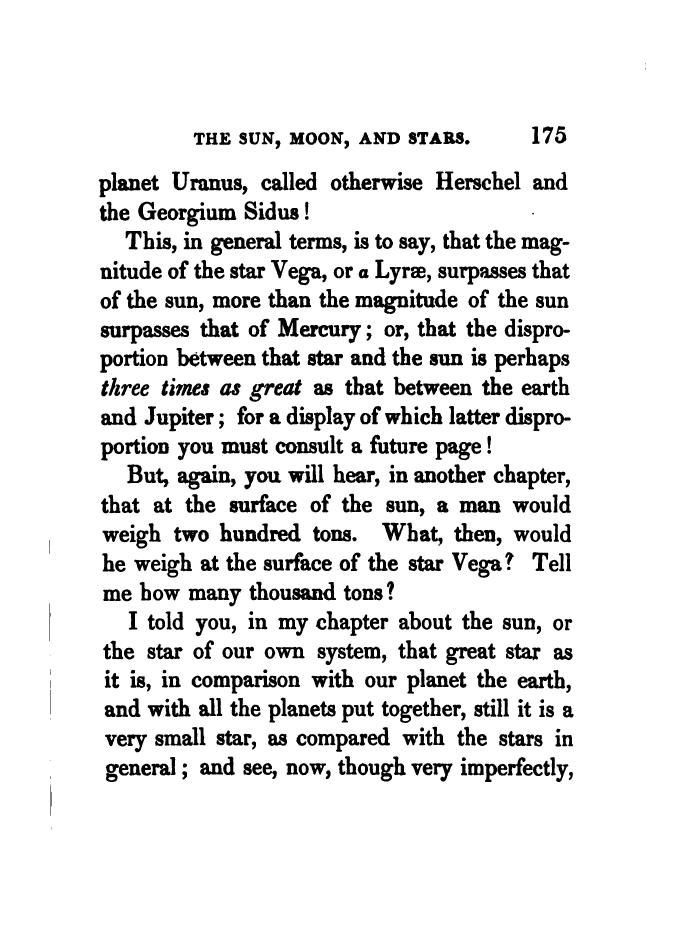 THE SUN, MOON, AND STARS. 175
planet Uranus, called otherwise Herschel and
the Georgium Sidus!
This, in general terms, is to say, that the mag-
nitude of the star Vega, or a Lyræ, surpasses that
of the sun, more than the magnitude of the sun
surpasses that of Mercury; or, that the dispro-
portion between that star and the sun is perhaps
three times as great as that between the earth
and Jupiter; for a display of which latter dispro-
portion you must consult a future page!
But, again, you will hear, in another chapter,
that at the surface of the sun, a man would
weigh two hundred tons. What, then, would
he weigh at the surface of the star Vega? Tell
me how many thousand tons?
I told you, in my chapter about the sun, or
the star of our own system, that great star as
it is, in comparison with our planet the earth,
and with all the planets put together, still it is a
very small star, as compared with the stars in
general; and see, now, though very imperfectly,